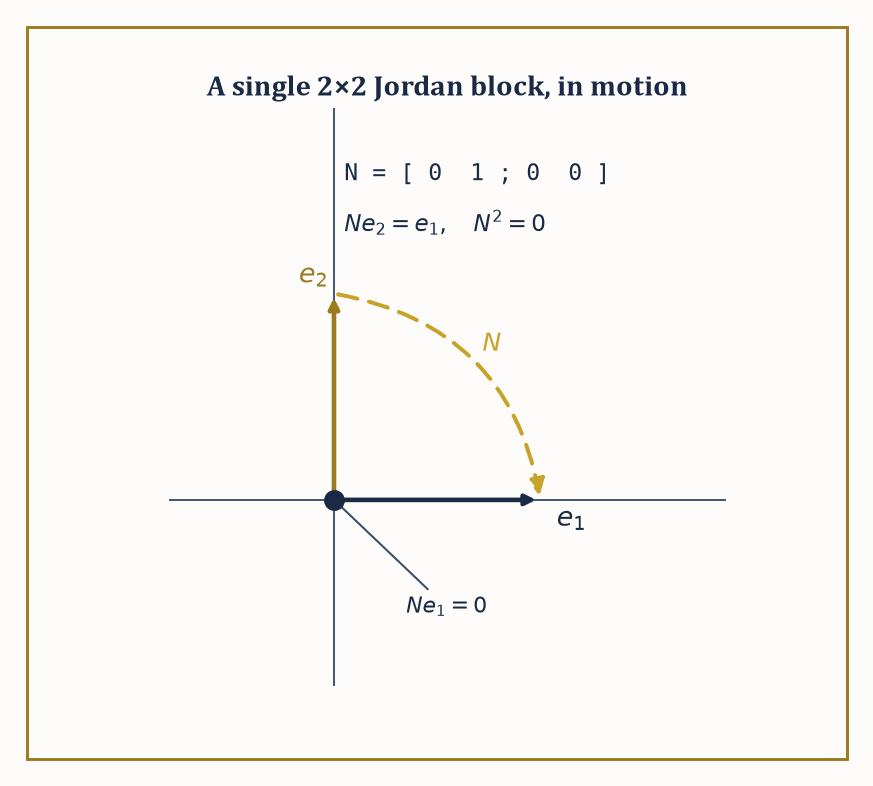 A single 2×2 Jordan block, in motion
N = [ 0  1 ; 0  0 ]
Ne₂ = e₁,   N² = 0
e₂
N
e₁
Ne₁ = 0